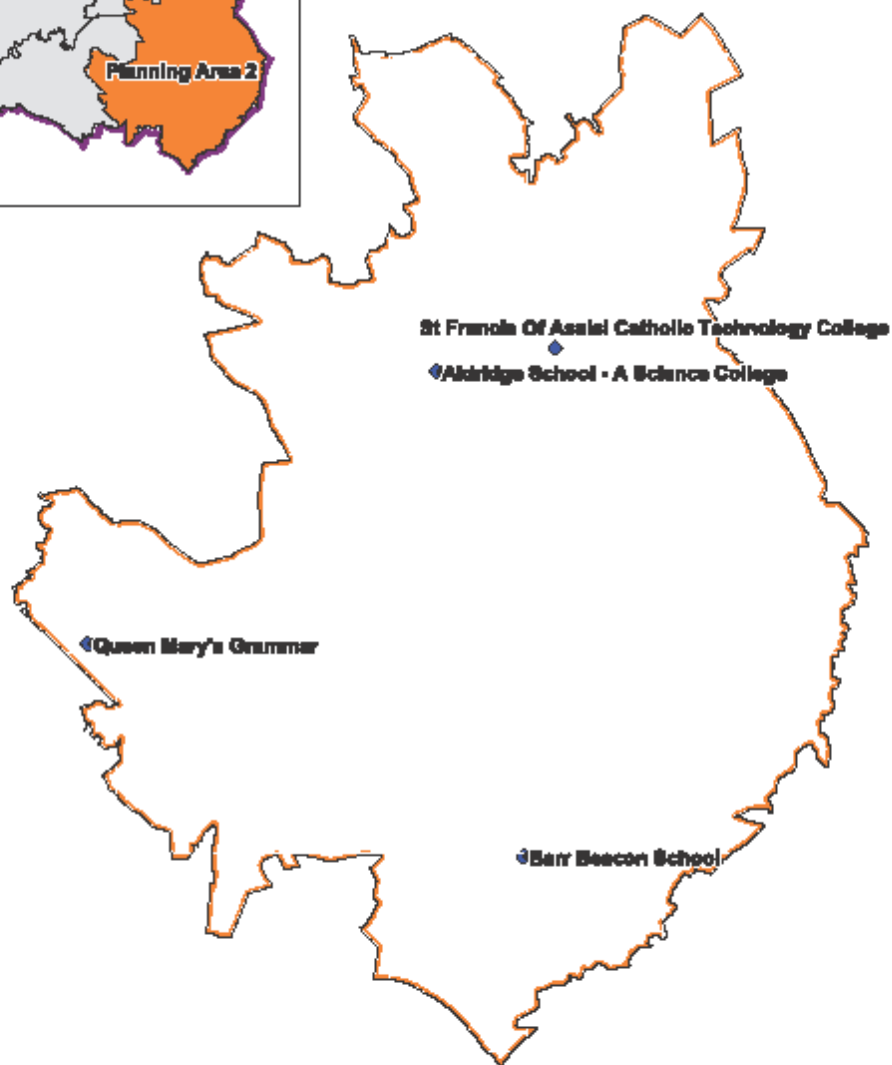 Planning Area 2
St Francis Of Assisi Catholic Technology College
Aldridge School - A Science College
Queen Mary's Grammar
Barr Beacon School